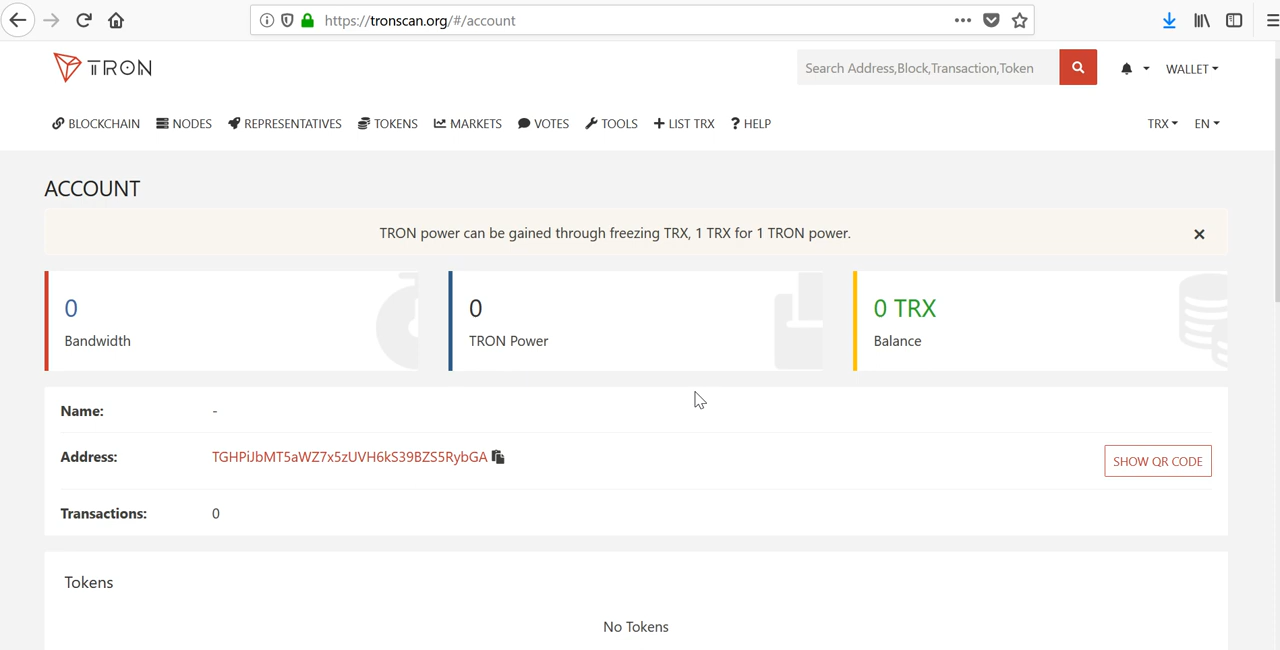 https://tronscan.org/#/account
TRON
Search Address,Block,Transaction,Token
WALLET
BLOCKCHAIN NODES REPRESENTATIVES TOKENS MARKETS VOTES TOOLS LIST TRX HELP TRX EN
ACCOUNT
TRON power can be gained through freezing TRX, 1 TRX for 1 TRON power.
0 0 0 TRX
Bandwidth TRON Power Balance
Name: -
Address: TGHPiJbMT5aWZ7x5zUVH6kS39BZS5RybGA SHOW QR CODE
Transactions: 0
Tokens
No Tokens